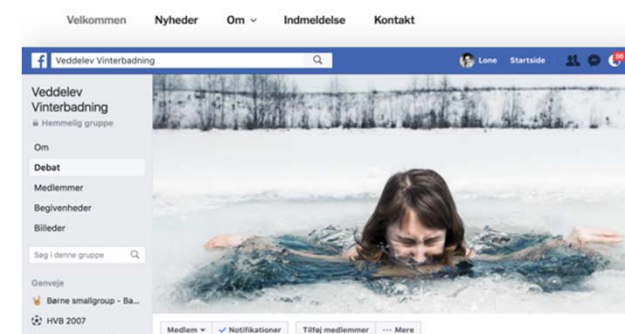 Velkommen Nyheder Om Indmeldelse Kontakt
Veddelev Vinterbadning
Lone Startside
56
Veddelev
Vinterbadning
Hemmelig gruppe
Om
Debat
Medlemmer
Begivenheder
Billeder
Søg i denne gruppe
Genveje
Børne smallgroup - Ba...
HVB 2007
Medlem Notifikationer Tilføj medlemmer ··· Mere